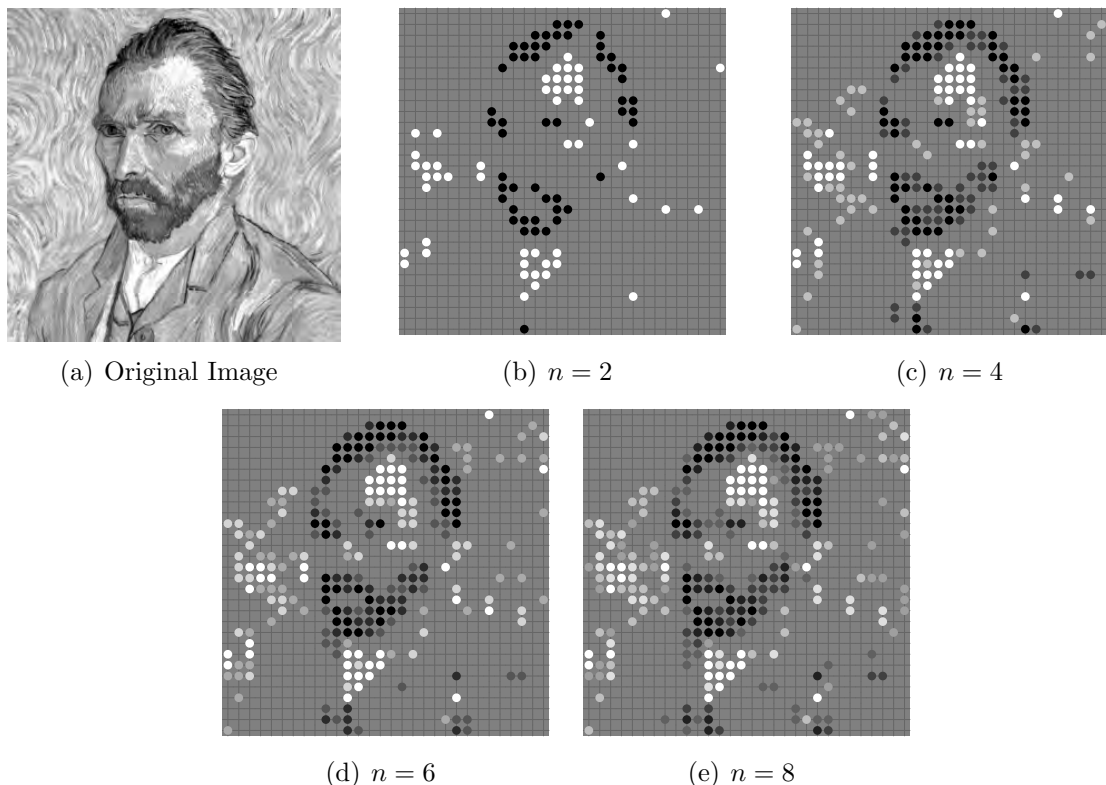 (a) Original Image
(b) n = 2
(c) n = 4
(d) n = 6
(e) n = 8